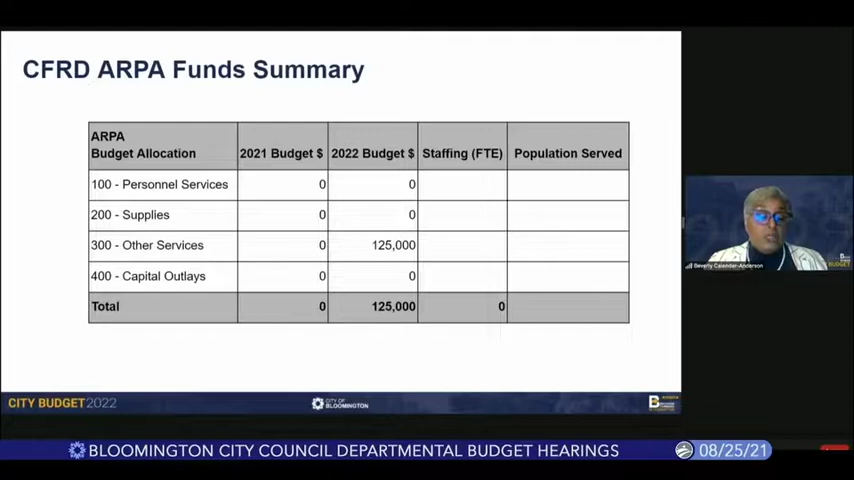 CFRD ARPA Funds Summary
ARPA
Budget Allocation 2021 Budget $ 2022 Budget $ Staffing (FTE) Population Served
100 - Personnel Services 0 0
200 - Supplies 0 0
300 - Other Services 0 125,000
400 - Capital Outlays 0 0
Total 0 125,000 0
Beverly Calender-Anderson
BUDGET
CITY BUDGET2022
CITY OF
BLOOMINGTON
BLOOMINGTON CITY COUNCIL DEPARTMENTAL BUDGET HEARINGS
08/25/21